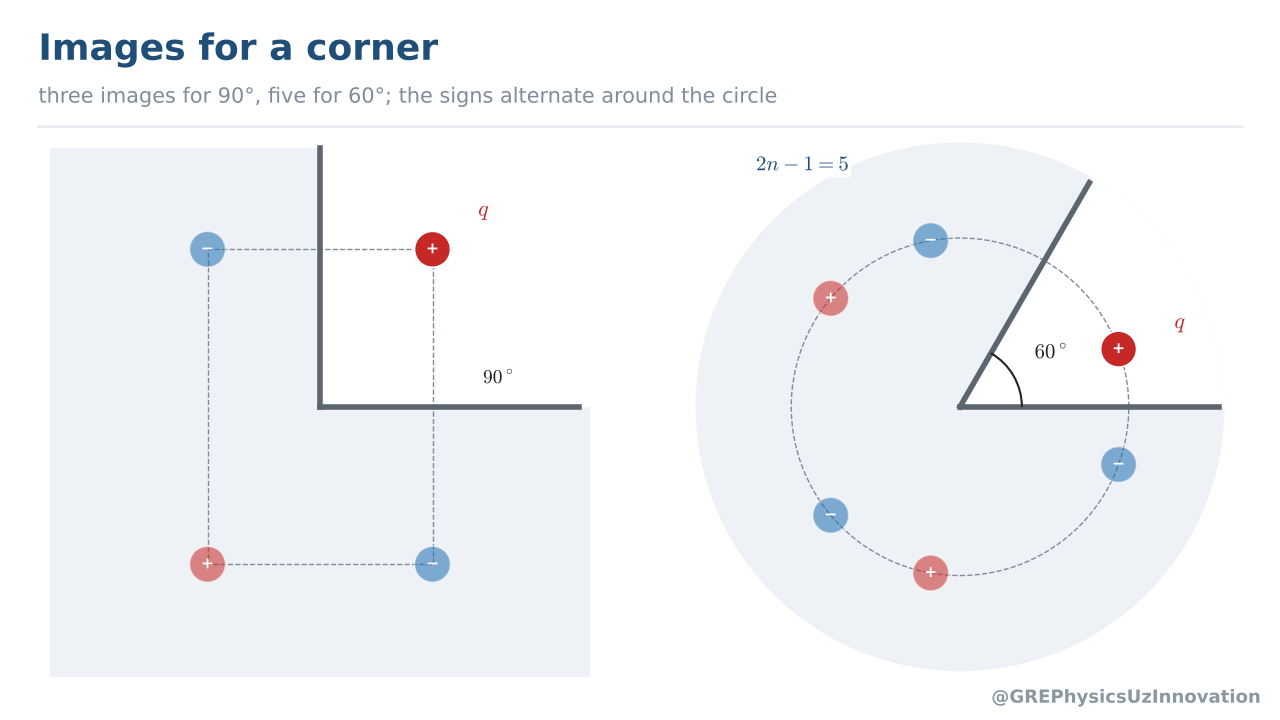 Images for a corner
three images for 90°, five for 60°; the signs alternate around the circle
2n − 1 = 5
q
− +
90°
+ −
−
+
q
+
60°
−
−
+
@GREPhysicsUzInnovation